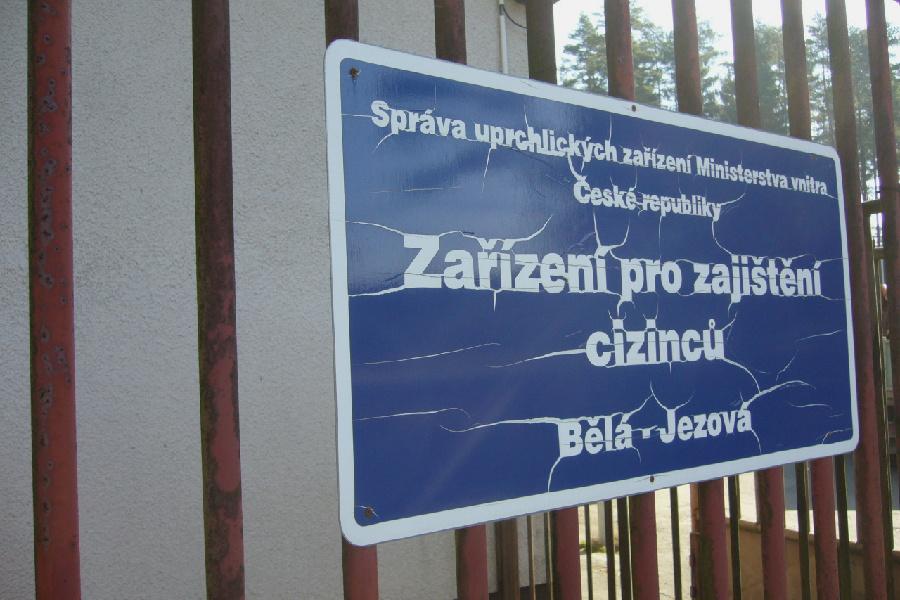 Správa uprchlických zařízení Ministerstva vnitra
České republiky
Zařízení pro zajištění
cizinců
Bělá - Jezová